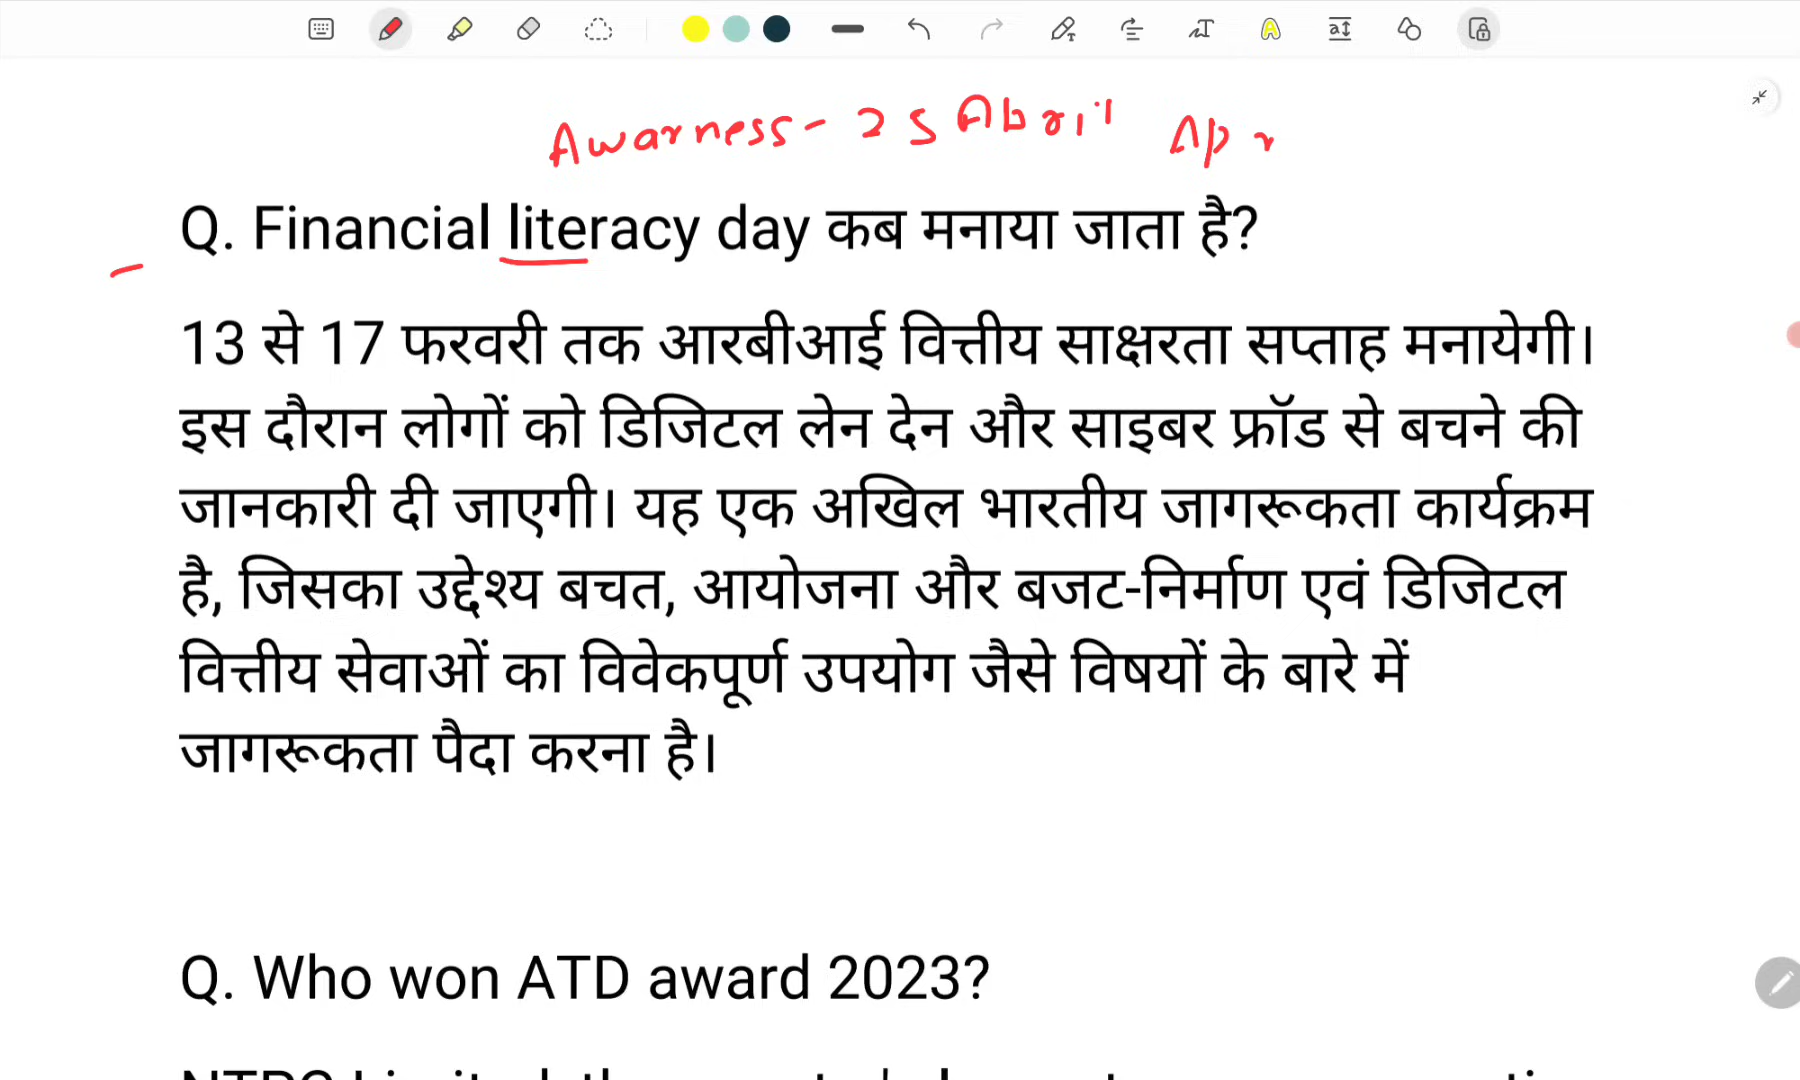 Awarness - 25 Abril Apr
Q. Financial literacy day कब मनाया जाता है?
13 से 17 फरवरी तक आरबीआई वित्तीय साक्षरता सप्ताह मनायेगी।
इस दौरान लोगों को डिजिटल लेन देन और साइबर फ्रॉड से बचने की
जानकारी दी जाएगी। यह एक अखिल भारतीय जागरूकता कार्यक्रम
है, जिसका उद्देश्य बचत, आयोजना और बजट-निर्माण एवं डिजिटल
वित्तीय सेवाओं का विवेकपूर्ण उपयोग जैसे विषयों के बारे में
जागरूकता पैदा करना है।
Q. Who won ATD award 2023?